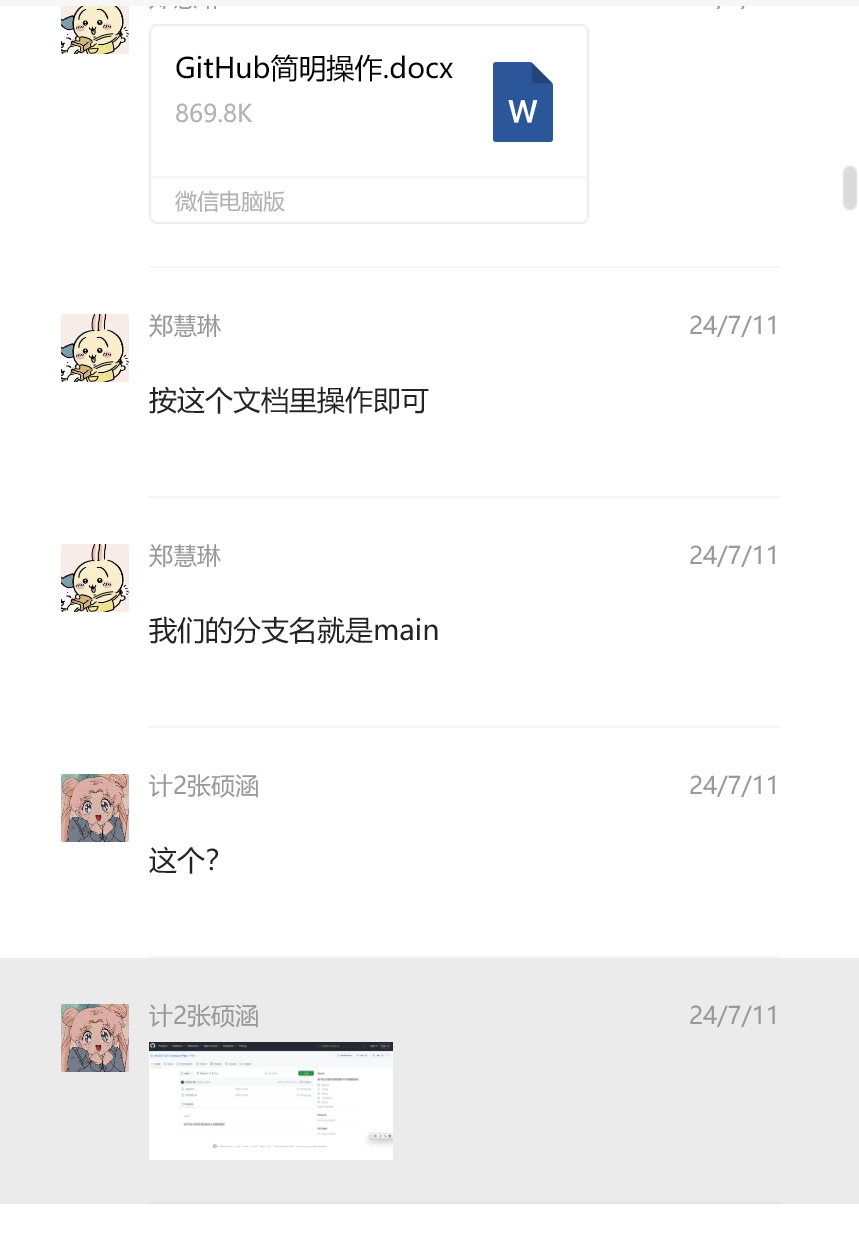 GitHub简明操作.docx
869.8K
W
微信电脑版
郑慧琳
24/7/11
按这个文档里操作即可
郑慧琳
24/7/11
我们的分支名就是main
计2张硕涵
24/7/11
这个?
计2张硕涵
24/7/11